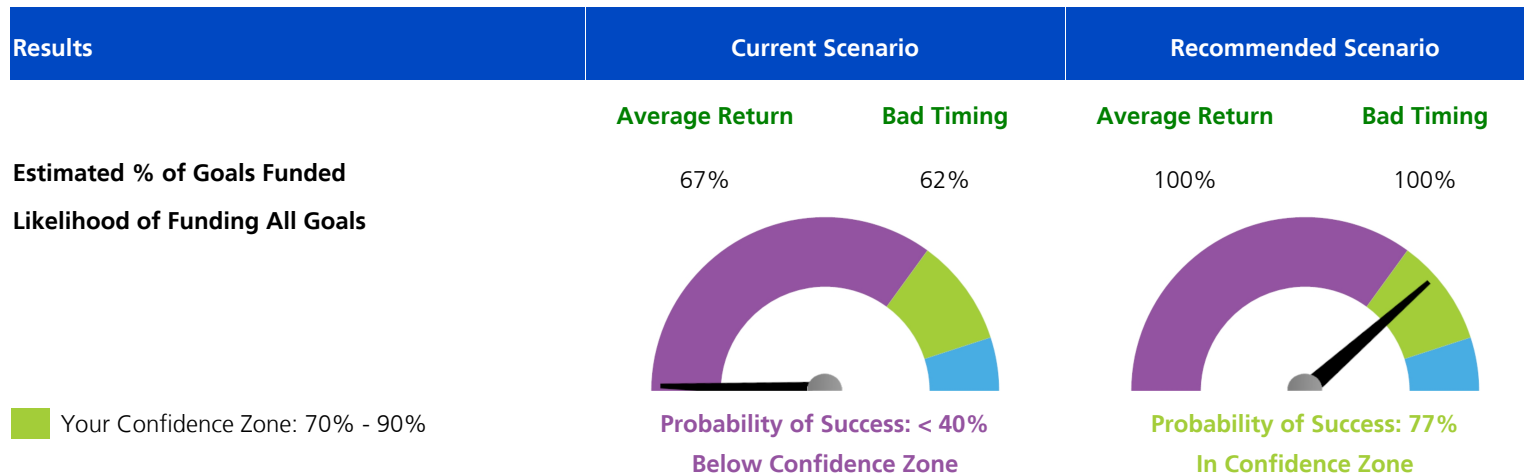 Results Current Scenario Recommended Scenario
Average Return Bad Timing Average Return Bad Timing
Estimated % of Goals Funded 67% 62% 100% 100%
Likelihood of Funding All Goals
Your Confidence Zone: 70% - 90% Probability of Success: < 40% Probability of Success: 77%
Below Confidence Zone In Confidence Zone